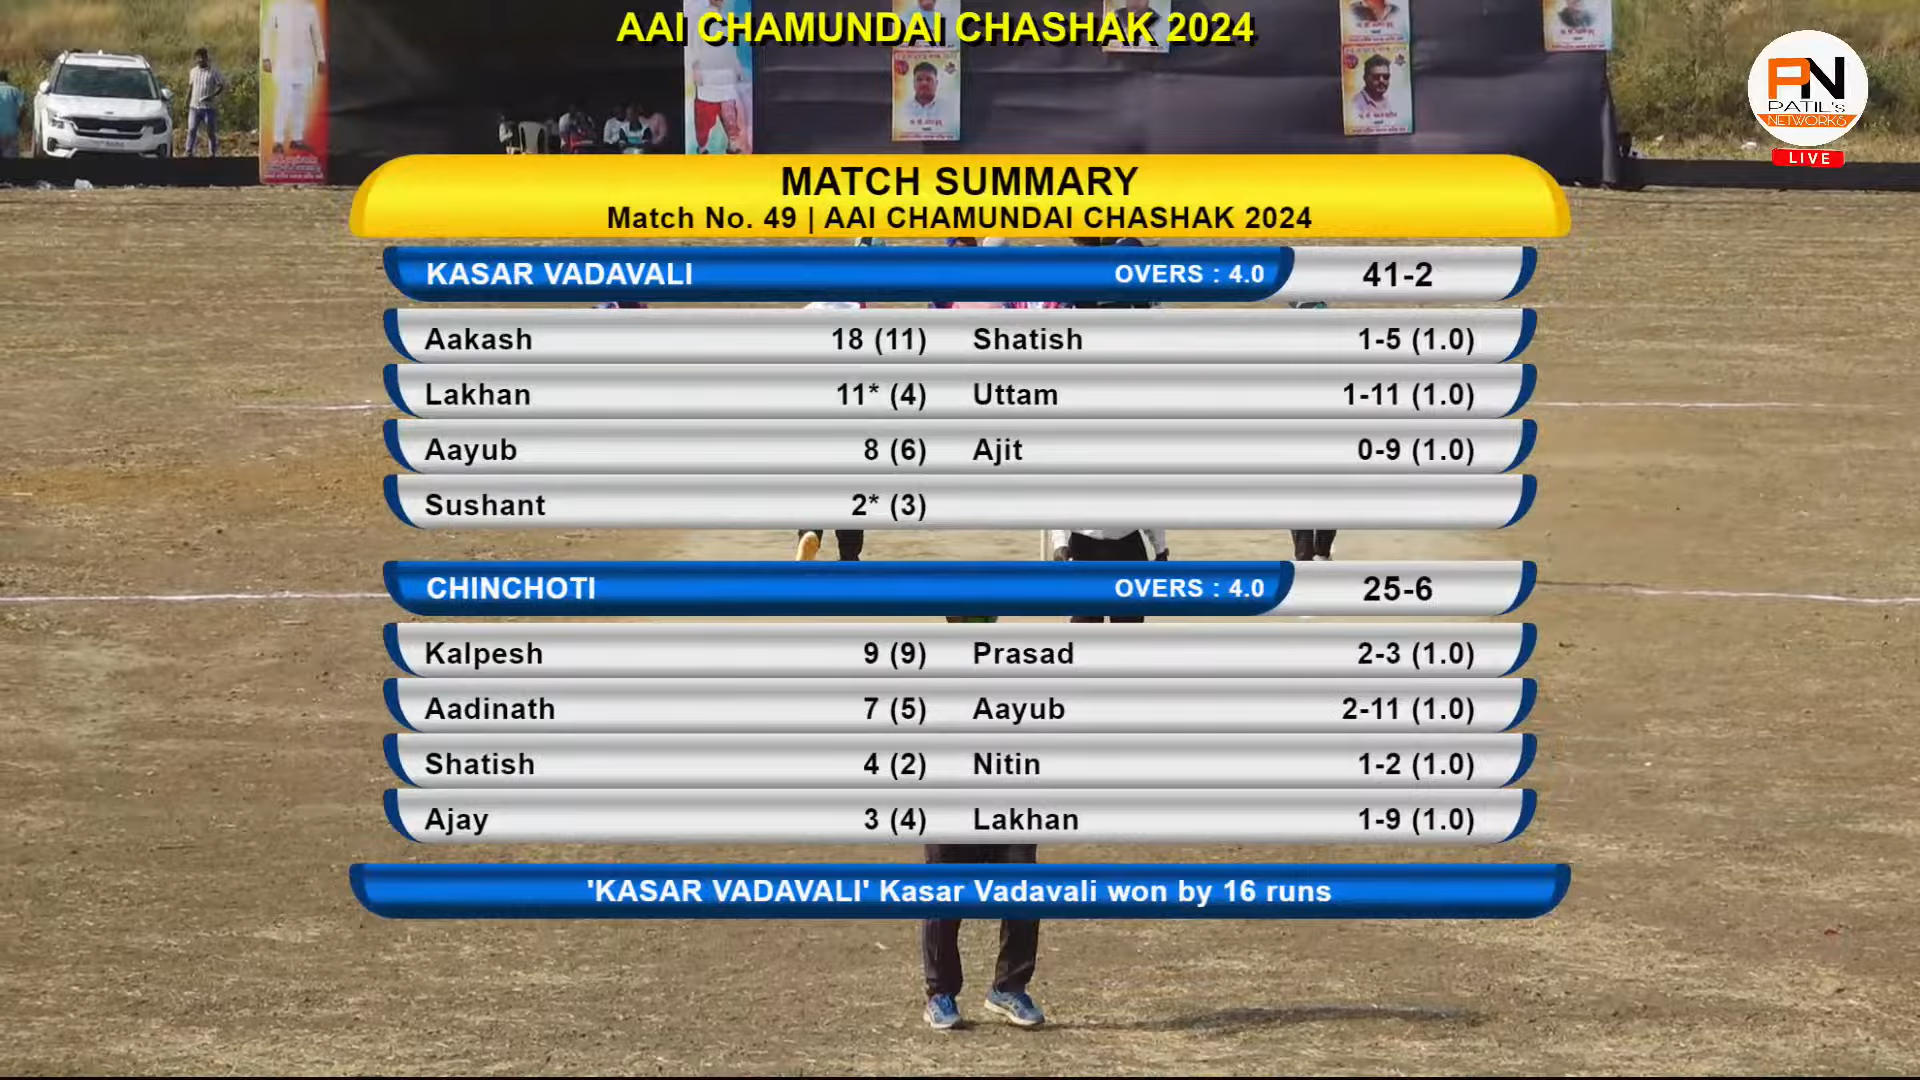 AAI CHAMUNDAI CHASHAK 2024
PN
PATIL's
NETWORKS
LIVE
MATCH SUMMARY
Match No. 49 | AAI CHAMUNDAI CHASHAK 2024
KASAR VADAVALI OVERS : 4.0 41-2
Aakash 18 (11) Shatish 1-5 (1.0)
Lakhan 11* (4) Uttam 1-11 (1.0)
Aayub 8 (6) Ajit 0-9 (1.0)
Sushant 2* (3)
CHINCHOTI OVERS : 4.0 25-6
Kalpesh 9 (9) Prasad 2-3 (1.0)
Aadinath 7 (5) Aayub 2-11 (1.0)
Shatish 4 (2) Nitin 1-2 (1.0)
Ajay 3 (4) Lakhan 1-9 (1.0)
'KASAR VADAVALI' Kasar Vadavali won by 16 runs